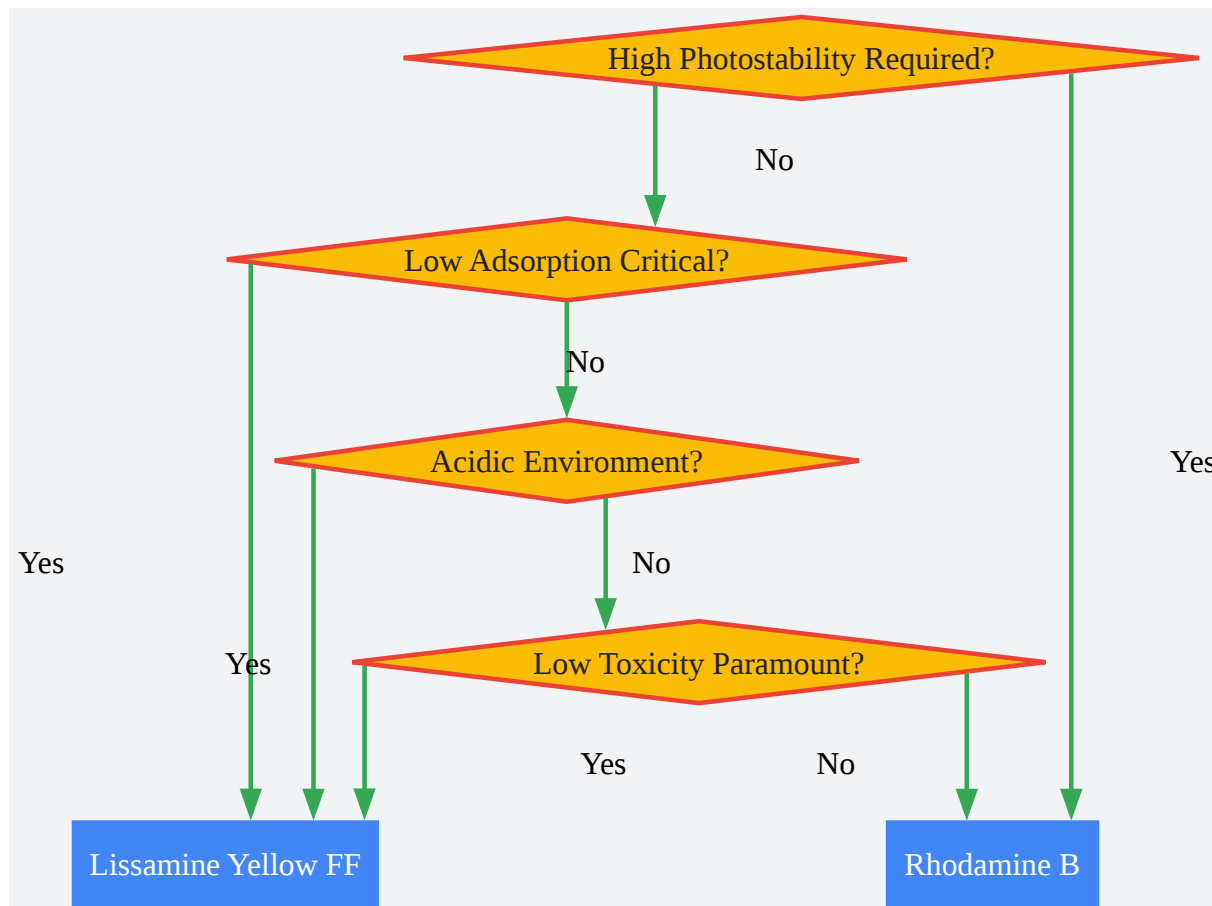 High Photostability Required?
No
Low Adsorption Critical?
No
Acidic Environment?
Yes
Yes
No
Yes
Low Toxicity Paramount?
Yes
No
Lissamine Yellow FF
Rhodamine B